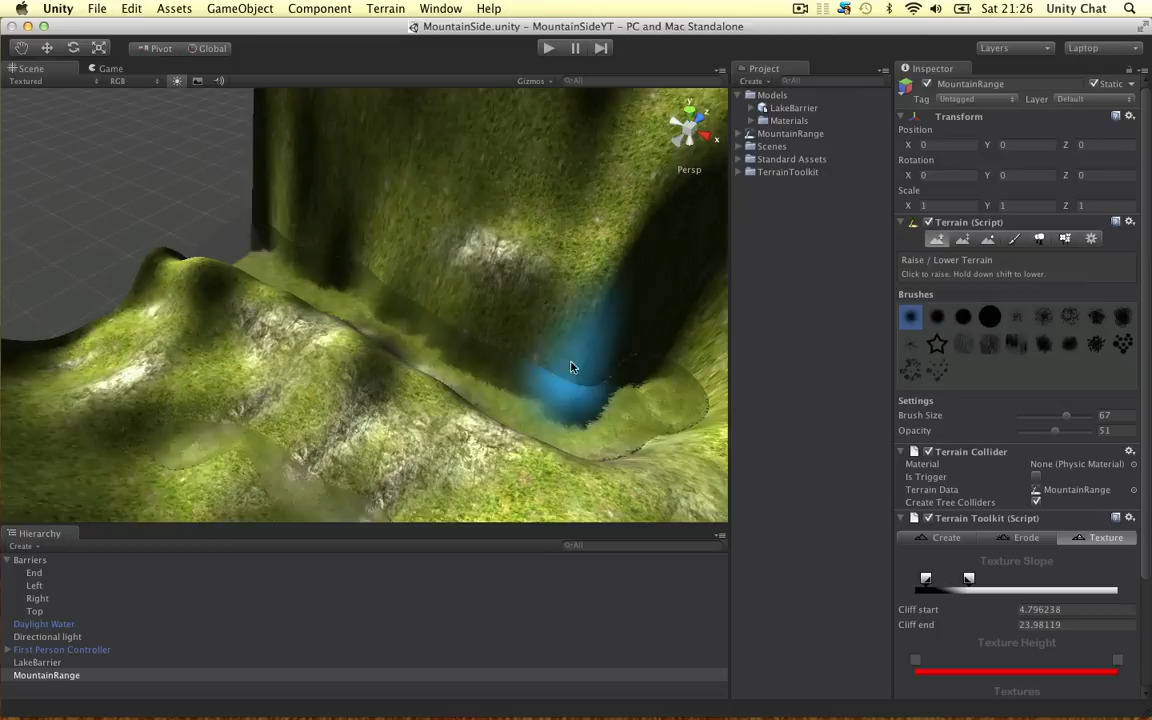 Unity File Edit Assets GameObject Component Terrain Window Help Sat 21:26 Unity Chat
MountainSide.unity – MountainSideYT – PC and Mac Standalone
Pivot Global Layers Laptop
Scene Game
Textured RGB Gizmos All
y
z
x
Persp
Project
Create All
Models
LakeBarrier
Materials
MountainRange
Scenes
Standard Assets
TerrainToolkit
Inspector
MountainRange Static
Tag Untagged Layer Default
Transform
Position
X 0 Y 0 Z 0
Rotation
X 0 Y 0 Z 0
Scale
X 1 Y 1 Z 1
Terrain (Script)
Raise / Lower Terrain
Click to raise. Hold down shift to lower.
Brushes
Settings
Brush Size 67
Opacity 51
Terrain Collider
Material None (Physic Material)
Is Trigger
Terrain Data MountainRange
Create Tree Colliders
Terrain Toolkit (Script)
Create Erode Texture
Texture Slope
Cliff start 4.796238
Cliff end 23.98119
Texture Height
Textures
Hierarchy
Create All
Barriers
End
Left
Right
Top
Daylight Water
Directional light
First Person Controller
LakeBarrier
MountainRange